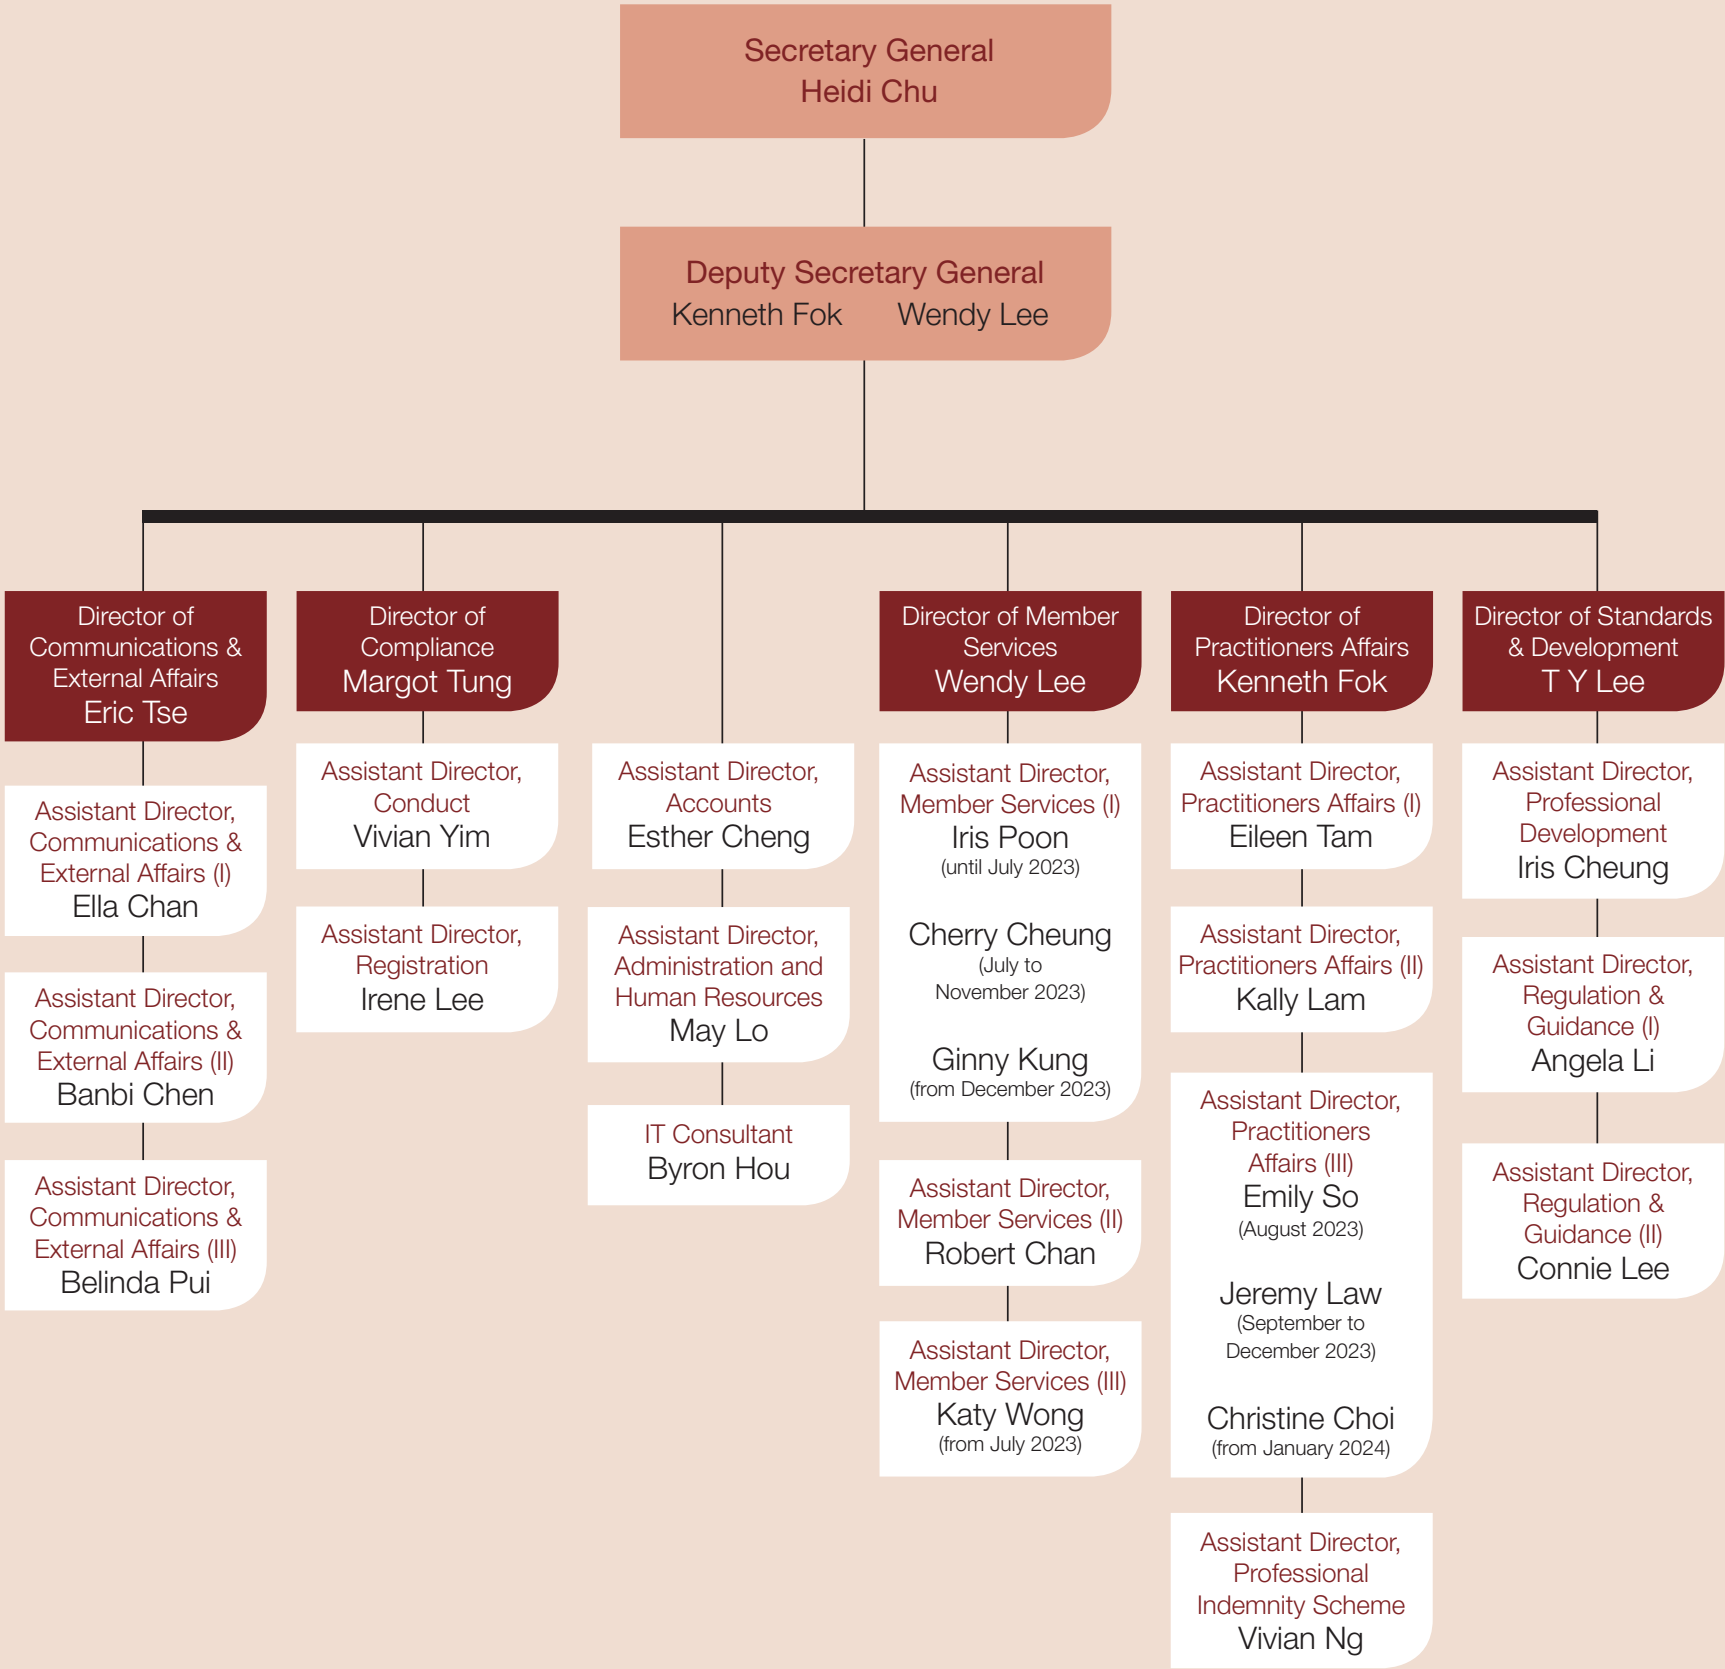 Secretary General
Heidi Chu
Deputy Secretary General
Kenneth Fok Wendy Lee
Director of
Communications &
External Affairs
Eric Tse
Assistant Director,
Communications &
External Affairs (I)
Ella Chan
Assistant Director,
Communications &
External Affairs (II)
Banbi Chen
Assistant Director,
Communications &
External Affairs (III)
Belinda Pui
Director of
Compliance
Margot Tung
Assistant Director,
Conduct
Vivian Yim
Assistant Director,
Registration
Irene Lee
Assistant Director,
Accounts
Esther Cheng
Assistant Director,
Administration and
Human Resources
May Lo
IT Consultant
Byron Hou
Director of Member
Services
Wendy Lee
Assistant Director,
Member Services (I)
Iris Poon
(until July 2023)
Cherry Cheung
(July to
November 2023)
Ginny Kung
(from December 2023)
Assistant Director,
Member Services (II)
Robert Chan
Assistant Director,
Member Services (III)
Katy Wong
(from July 2023)
Director of
Practitioners Affairs
Kenneth Fok
Assistant Director,
Practitioners Affairs (I)
Eileen Tam
Assistant Director,
Practitioners Affairs (II)
Kally Lam
Assistant Director,
Practitioners
Affairs (III)
Emily So
(August 2023)
Jeremy Law
(September to
December 2023)
Christine Choi
(from January 2024)
Assistant Director,
Professional
Indemnity Scheme
Vivian Ng
Director of Standards
& Development
T Y Lee
Assistant Director,
Professional
Development
Iris Cheung
Assistant Director,
Regulation &
Guidance (I)
Angela Li
Assistant Director,
Regulation &
Guidance (II)
Connie Lee